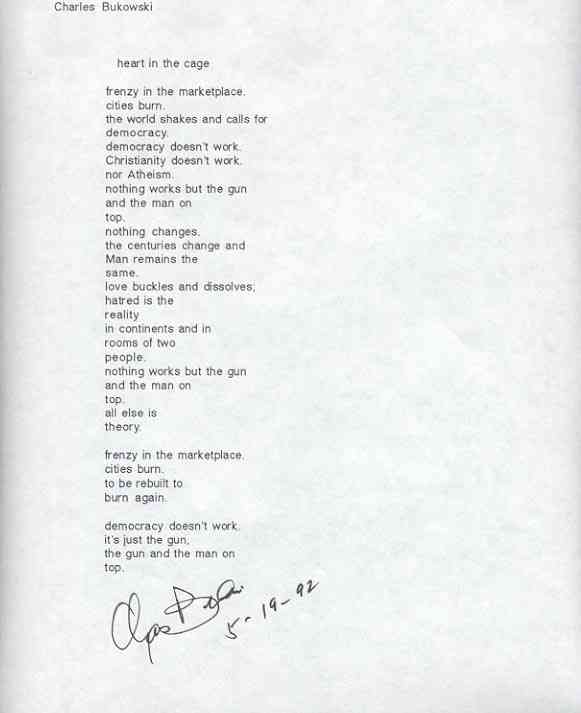 Charles Bukowski
heart in the cage
frenzy in the marketplace.
cities burn.
the world shakes and calls for
democracy.
democracy doesn't work.
Christianity doesn't work.
nor Atheism.
nothing works but the gun
and the man on
top.
nothing changes.
the centuries change and
Man remains the
same.
love buckles and dissolves;
hatred is the
reality
in continents and in
rooms of two
people.
nothing works but the gun
and the man on
top.
all else is
theory.
frenzy in the marketplace.
cities burn.
to be rebuilt to
burn again.
democracy doesn't work.
it's just the gun,
the gun and the man on
top.
5-19-92